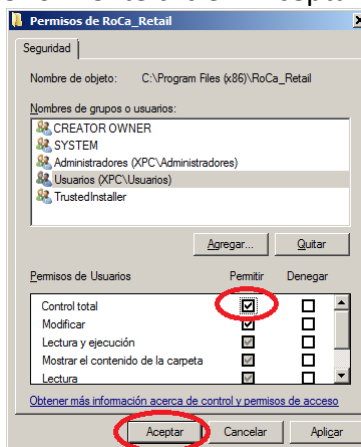 Permisos de RoCa_Retail
Seguridad
Nombre de objeto: C:\Program Files (x86)\RoCa_Retail
Nombres de grupos o usuarios:
CREATOR OWNER
SYSTEM
Administradores (XPC\Administradores)
Usuarios (XPC\Usuarios)
TrustedInstaller
Agregar... Quitar
Permisos de Usuarios Permitir Denegar
Control total
Modificar
Lectura y ejecución
Mostrar el contenido de la carpeta
Lectura
Obtener más información acerca de control y permisos de acceso
Aceptar Cancelar Aplicar